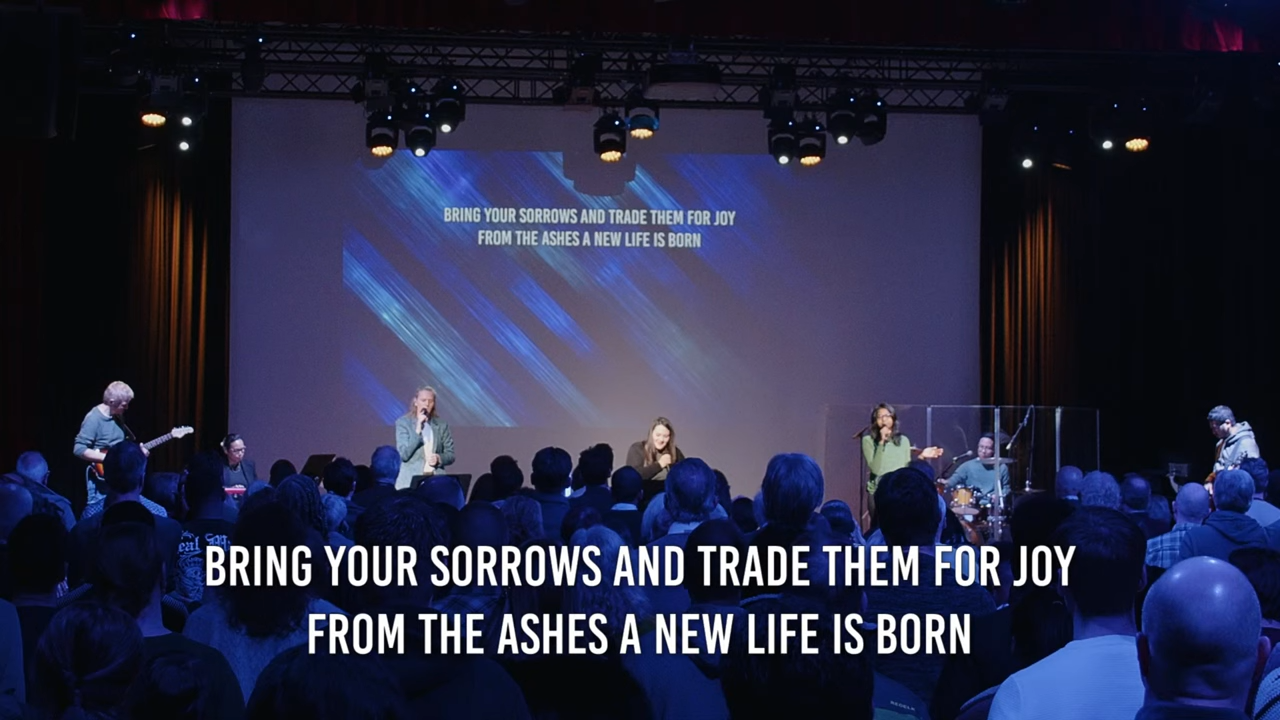 BRING YOUR SORROWS AND TRADE THEM FOR JOY
FROM THE ASHES A NEW LIFE IS BORN
BRING YOUR SORROWS AND TRADE THEM FOR JOY
FROM THE ASHES A NEW LIFE IS BORN